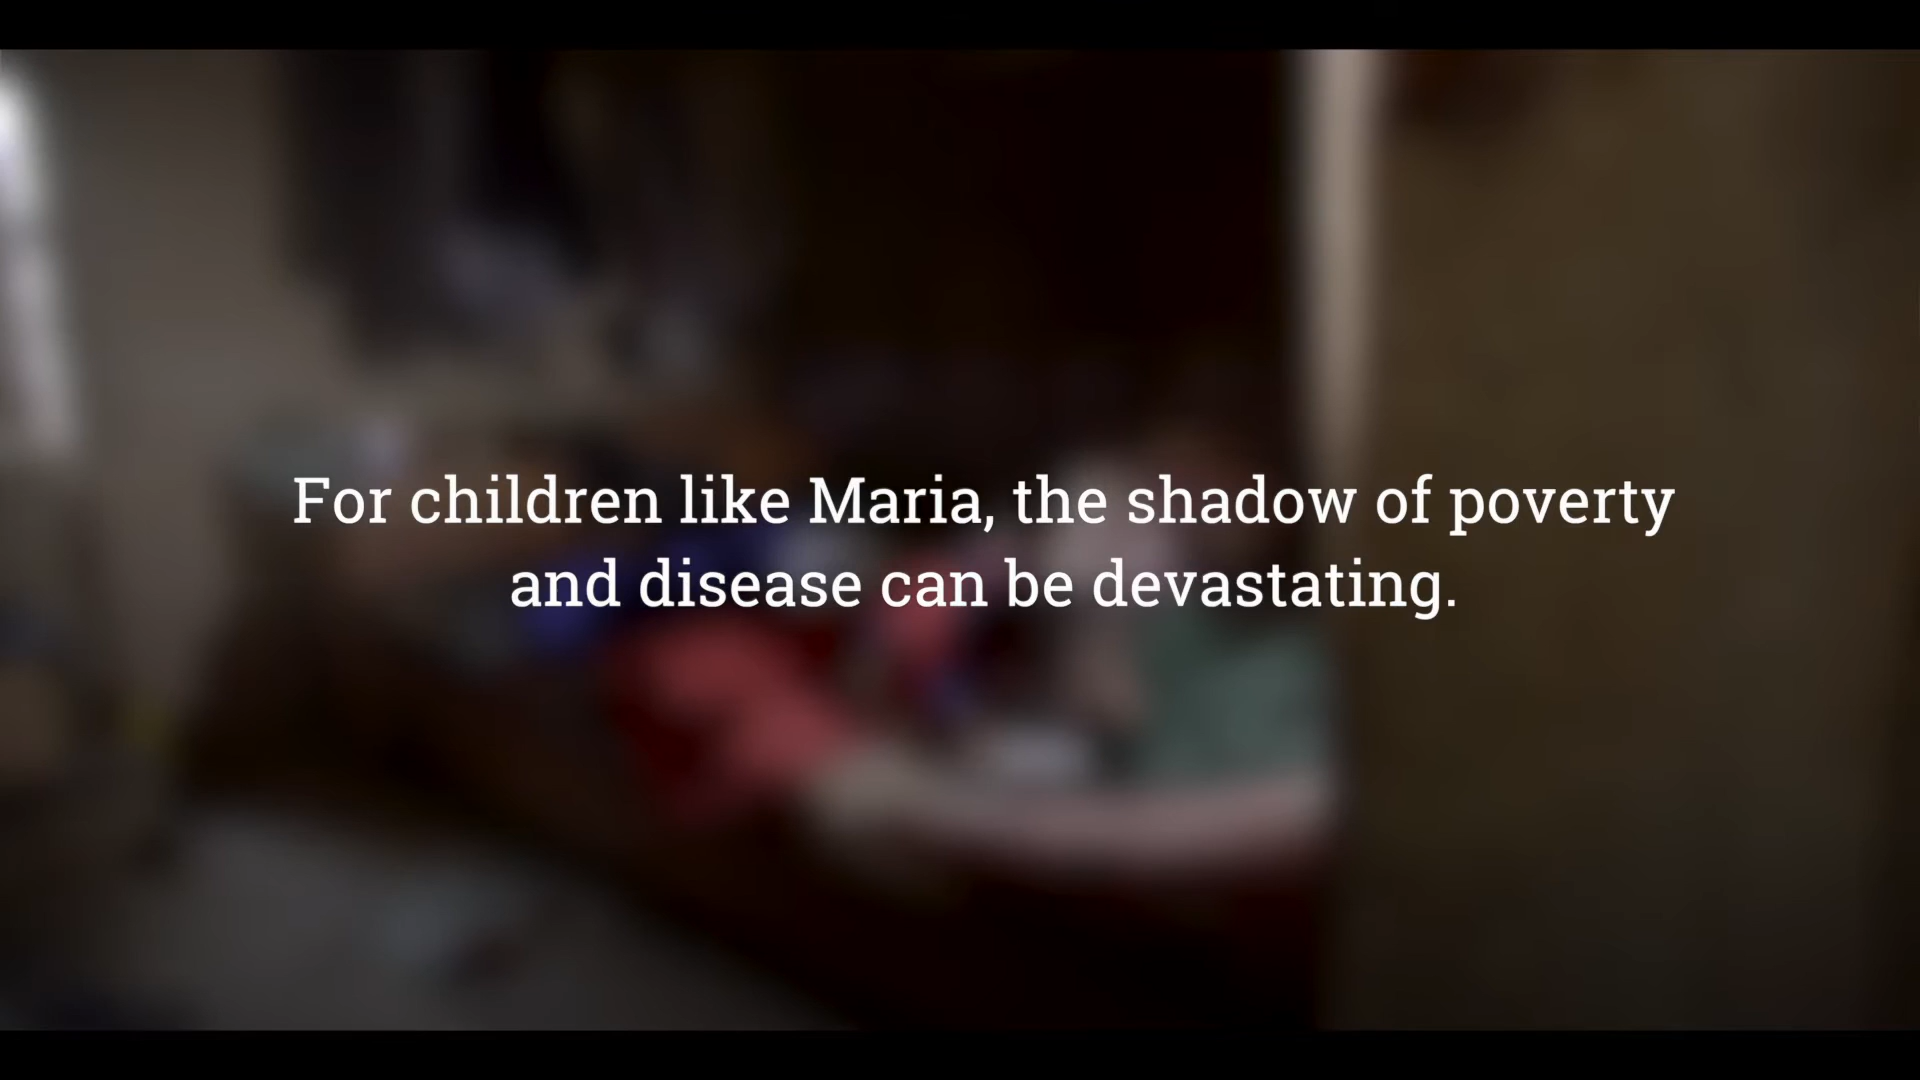 For children like Maria, the shadow of poverty
and disease can be devastating.